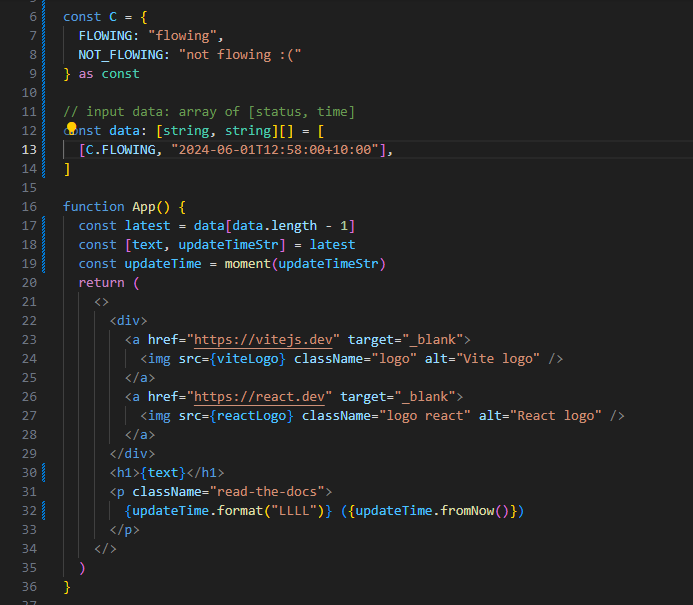 6 const C = {
7   FLOWING: "flowing",
8   NOT_FLOWING: "not flowing :("
9 } as const
10
11 // input data: array of [status, time]
12 const data: [string, string][] = [
13   [C.FLOWING, "2024-06-01T12:58:00+10:00"],
14 ]
15
16 function App() {
17   const latest = data[data.length - 1]
18   const [text, updateTimeStr] = latest
19   const updateTime = moment(updateTimeStr)
20   return (
21     <>
22       <div>
23         <a href="https://vitejs.dev" target="_blank">
24           <img src={viteLogo} className="logo" alt="Vite logo" />
25         </a>
26         <a href="https://react.dev" target="_blank">
27           <img src={reactLogo} className="logo react" alt="React logo" />
28         </a>
29       </div>
30       <h1>{text}</h1>
31       <p className="read-the-docs">
32         {updateTime.format("LLLL")} ({updateTime.fromNow()})
33       </p>
34     </>
35   )
36 }